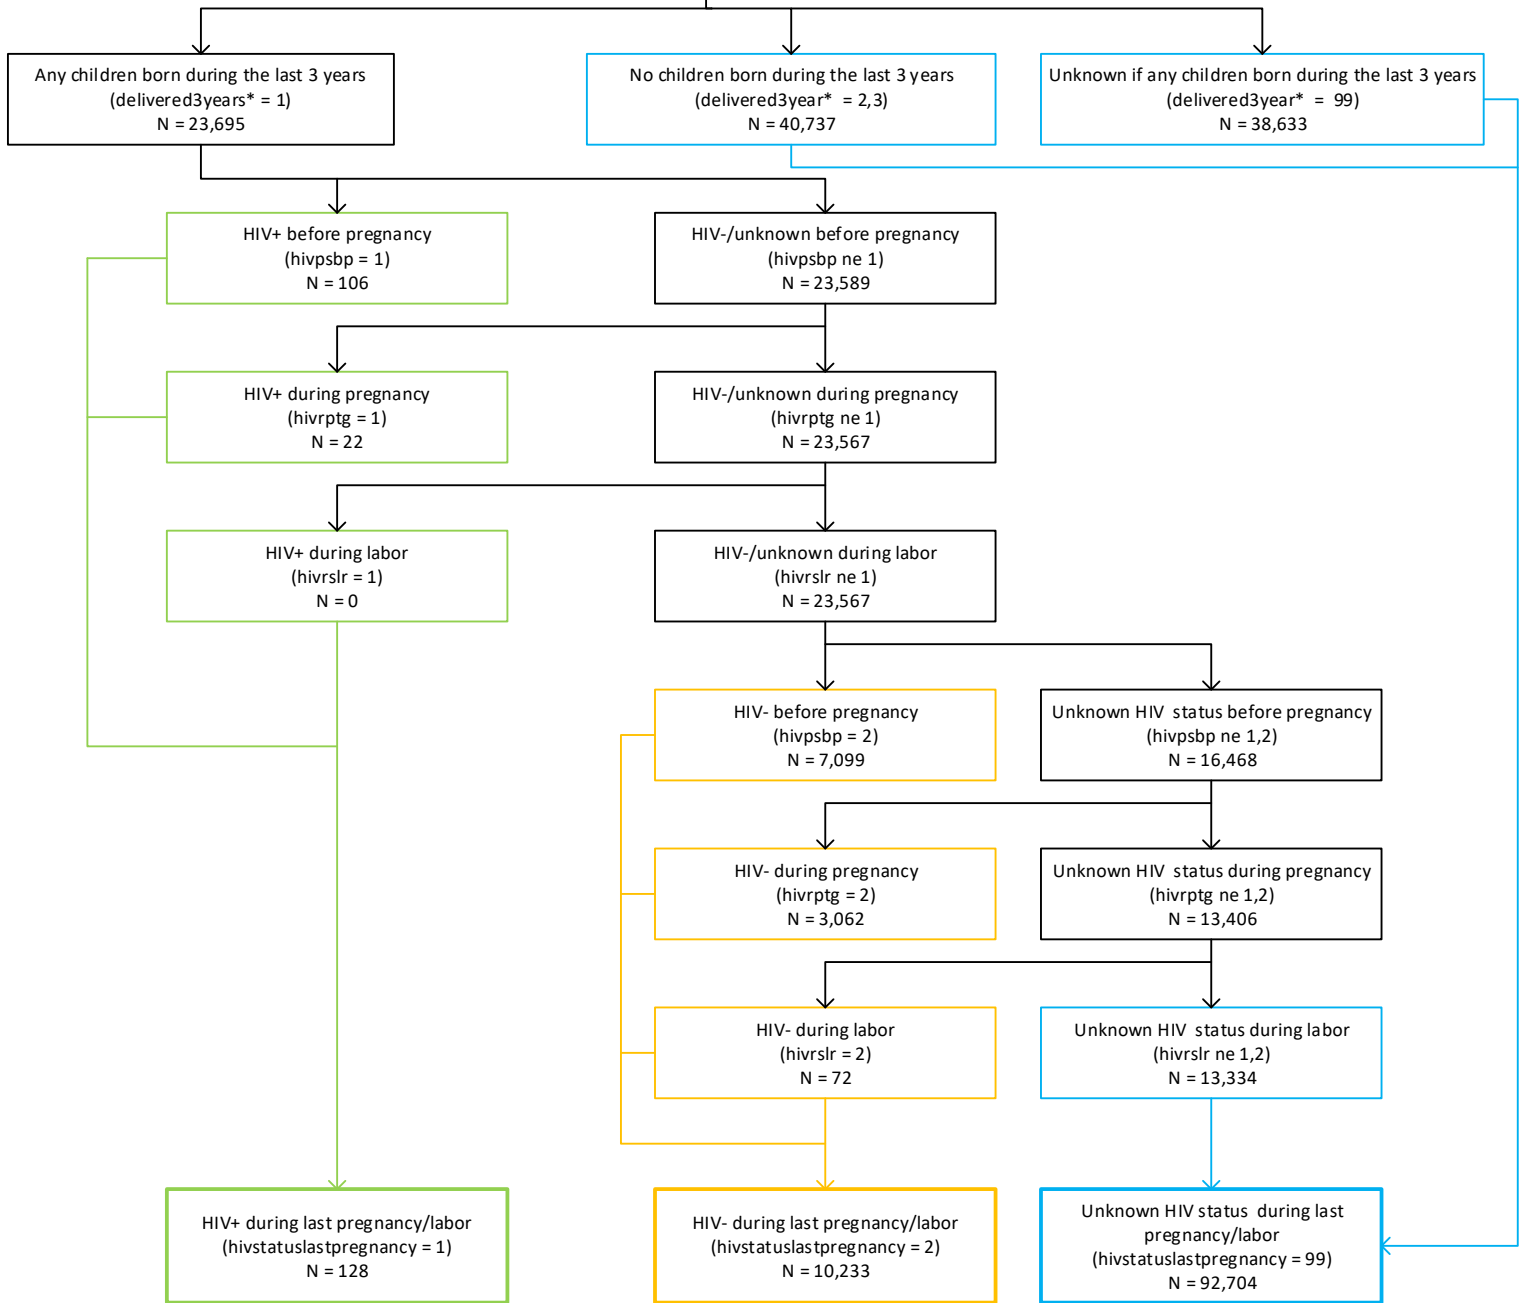 Any children born during the last 3 years
(delivered3years* = 1)
N = 23,695
No children born during the last 3 years
(delivered3year* = 2,3)
N = 40,737
Unknown if any children born during the last 3 years
(delivered3year* = 99)
N = 38,633
HIV+ before pregnancy
(hivpsbp = 1)
N = 106
HIV-/unknown before pregnancy
(hivpsbp ne 1)
N = 23,589
HIV+ during pregnancy
(hivrptg = 1)
N = 22
HIV-/unknown during pregnancy
(hivrptg ne 1)
N = 23,567
HIV+ during labor
(hivrslr = 1)
N = 0
HIV-/unknown during labor
(hivrslr ne 1)
N = 23,567
HIV- before pregnancy
(hivpsbp = 2)
N = 7,099
Unknown HIV status before pregnancy
(hivpsbp ne 1,2)
N = 16,468
HIV- during pregnancy
(hivrptg = 2)
N = 3,062
Unknown HIV status during pregnancy
(hivrptg ne 1,2)
N = 13,406
HIV- during labor
(hivrslr = 2)
N = 72
Unknown HIV status during labor
(hivrslr ne 1,2)
N = 13,334
HIV+ during last pregnancy/labor
(hivstatuslastpregnancy = 1)
N = 128
HIV- during last pregnancy/labor
(hivstatuslastpregnancy = 2)
N = 10,233
Unknown HIV status during last
pregnancy/labor
(hivstatuslastpregnancy = 99)
N = 92,704